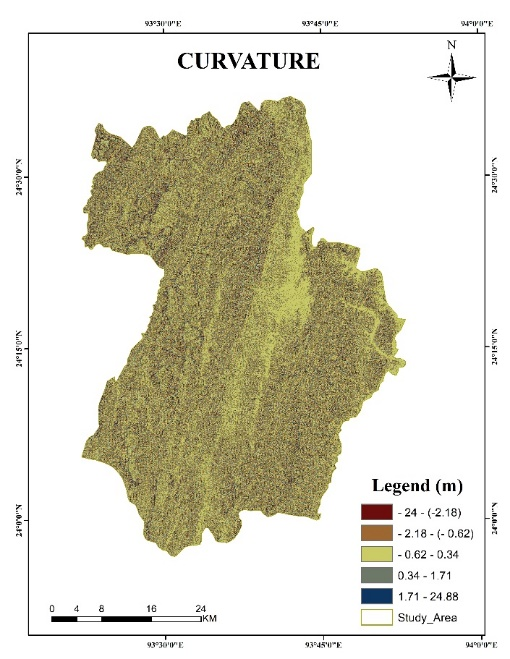 93°30'0"E 93°45'0"E 94°0'0"E
CURVATURE
N
24°30'0"N 24°30'0"N
24°15'0"N 24°15'0"N
24°0'0"N 24°0'0"N
Legend (m)
- 24 - (-2.18)
- 2.18 - (- 0.62)
- 0.62 - 0.34
0.34 - 1.71
1.71 - 24.88
Study_Area
0 4 8 16 24
KM
93°30'0"E 93°45'0"E 94°0'0"E